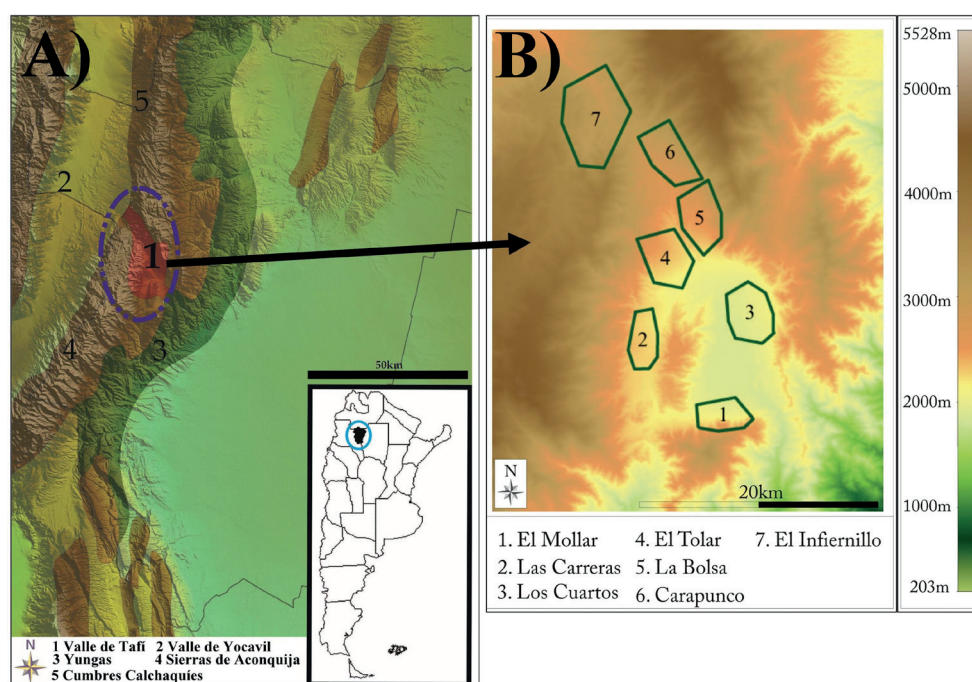 A)
5
2
1
4
3
50km
N
1 Valle de Tafí 2 Valle de Yocavil
3 Yungas 4 Sierras de Aconquija
5 Cumbres Calchaquíes
B)
7
6
5
4
3
2
1
N
20km
1. El Mollar 4. El Tolar 7. El Infiernillo
2. Las Carreras 5. La Bolsa
3. Los Cuartos 6. Carapunco
5528m
5000m
4000m
3000m
2000m
1000m
203m